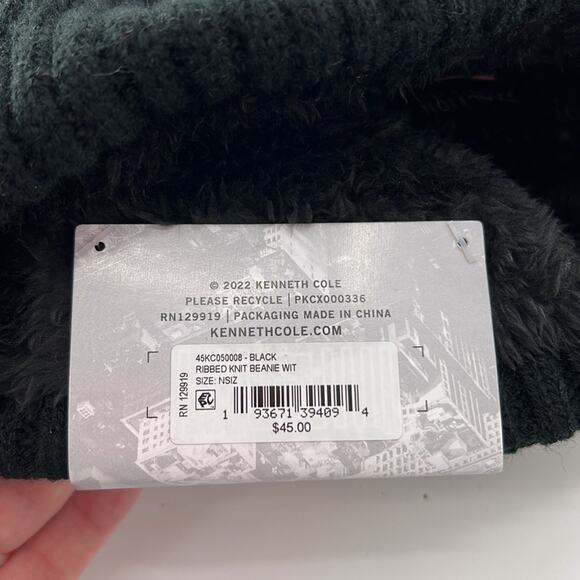 © 2022 KENNETH COLE
PLEASE RECYCLE | PKCX000336
RN129919 | PACKAGING MADE IN CHINA
KENNETHCOLE.COM
45KC050008 - BLACK
RIBBED KNIT BEANIE WIT
SIZE: NSIZ
RN 129919
1 93671 39409 4
$45.00